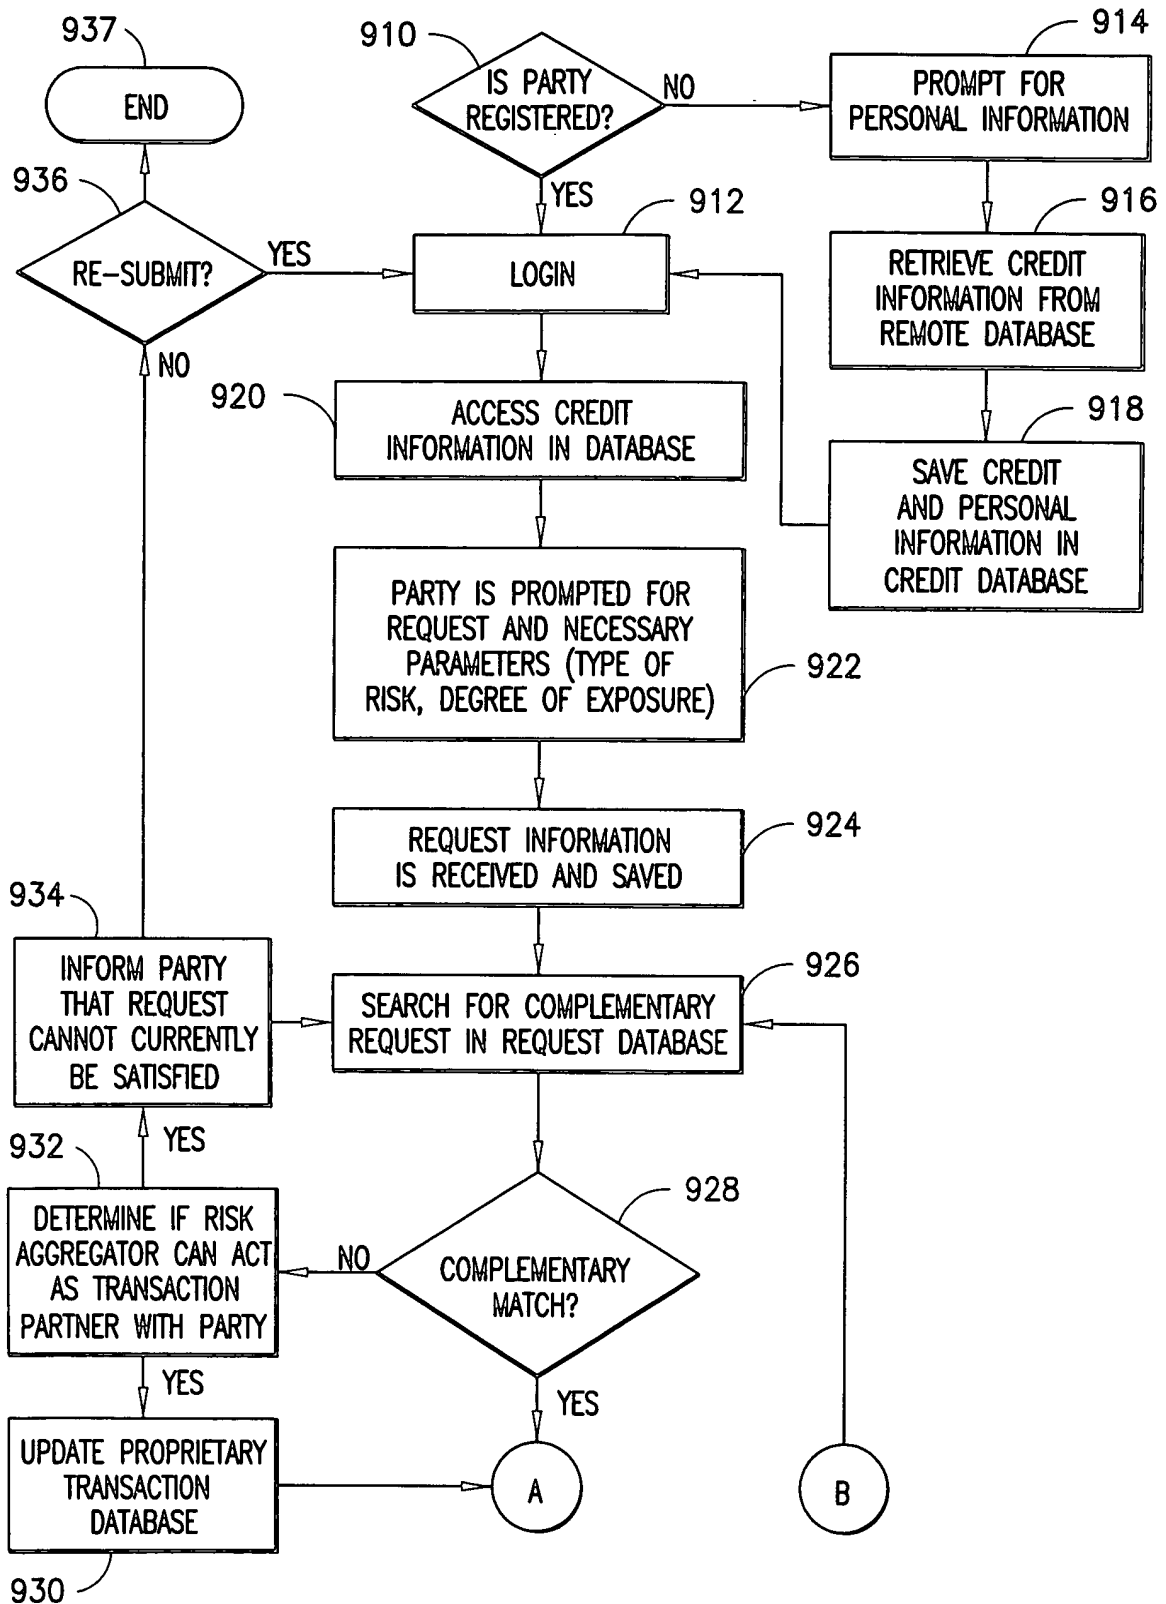 937
END
936
RE-SUBMIT?
YES
NO
910
IS PARTY
REGISTERED?
NO
YES
914
PROMPT FOR
PERSONAL INFORMATION
912
LOGIN
916
RETRIEVE CREDIT
INFORMATION FROM
REMOTE DATABASE
918
SAVE CREDIT
AND PERSONAL
INFORMATION IN
CREDIT DATABASE
920
ACCESS CREDIT
INFORMATION IN DATABASE
922
PARTY IS PROMPTED FOR
REQUEST AND NECESSARY
PARAMETERS (TYPE OF
RISK, DEGREE OF EXPOSURE)
924
REQUEST INFORMATION
IS RECEIVED AND SAVED
934
INFORM PARTY
THAT REQUEST
CANNOT CURRENTLY
BE SATISFIED
926
SEARCH FOR COMPLEMENTARY
REQUEST IN REQUEST DATABASE
932
YES
DETERMINE IF RISK
AGGREGATOR CAN ACT
AS TRANSACTION
PARTNER WITH PARTY
NO
928
COMPLEMENTARY
MATCH?
YES
YES
UPDATE PROPRIETARY
TRANSACTION
DATABASE
930
A
B